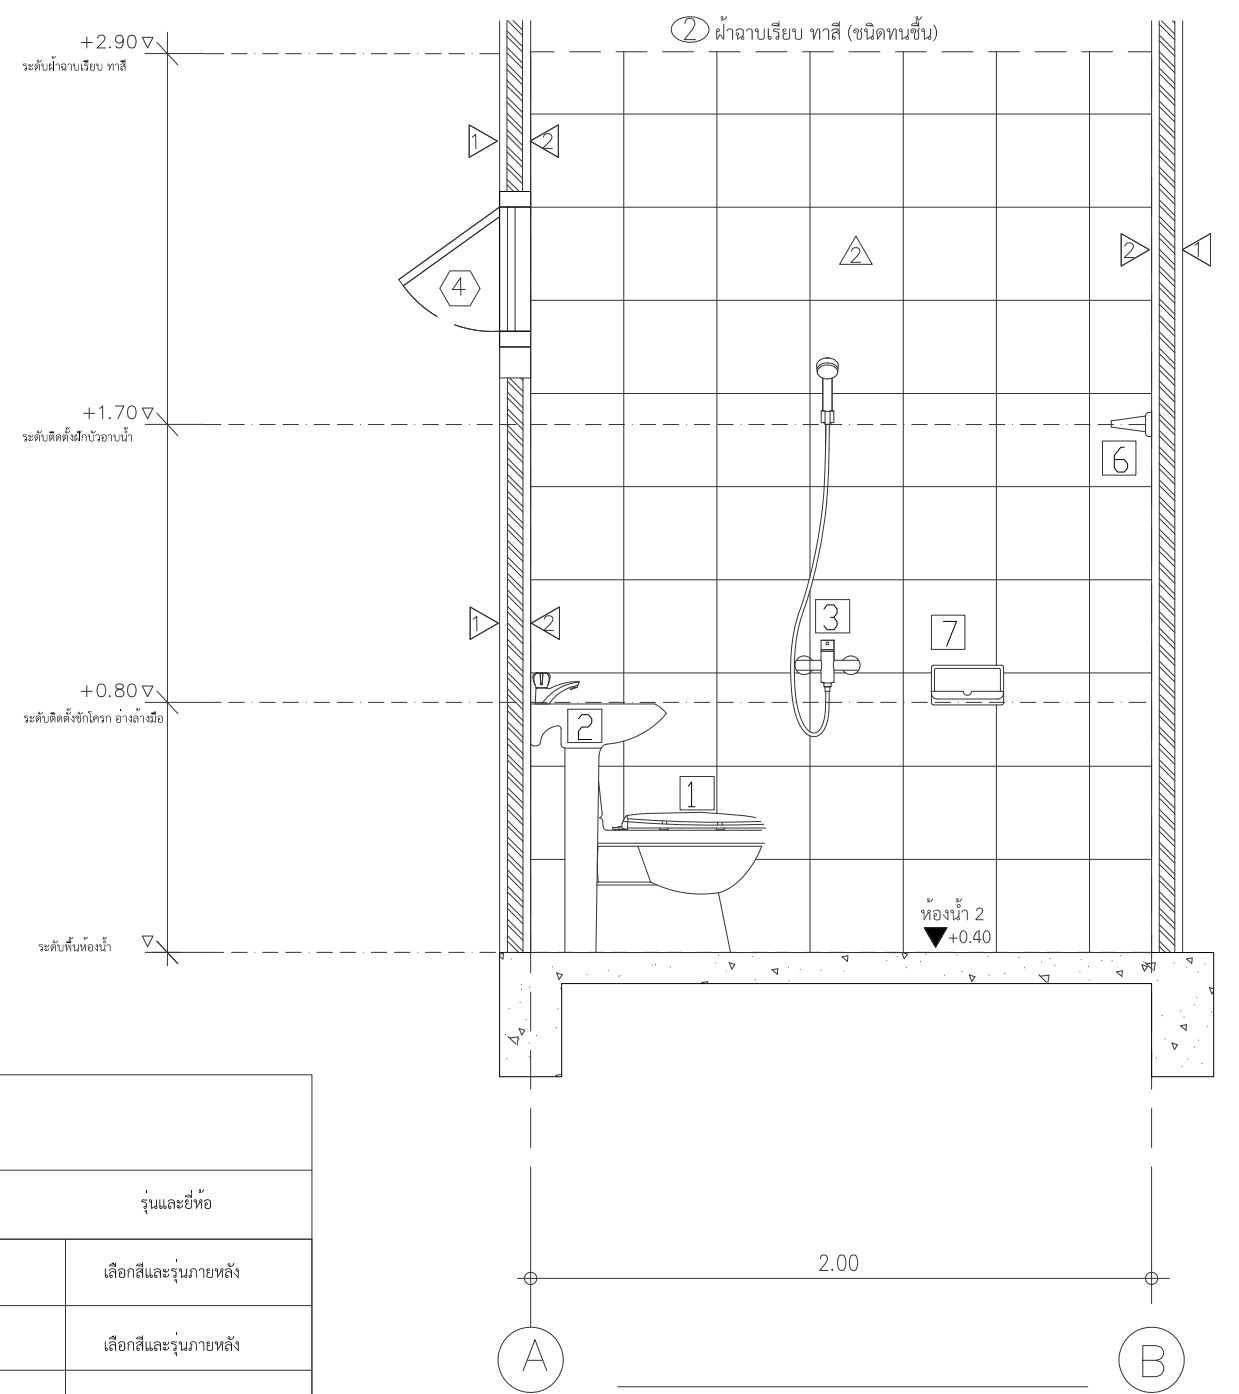 2 ฝ้าฉาบเรียบ ทาสี (ชนิดทนชื้น)
+2.90
ระดับฝ้าฉาบเรียบ ทาสี
1 2
2
2 1
4
+1.70
ระดับติดตั้งฝักบัวอาบน้ำ
6
3
7
1 2
+0.80
ระดับติดตั้งชักโครก อ่างล้างมือ
2
1
ห้องน้ำ 2
+0.40
ระดับพื้นห้องน้ำ
รุ่นและยี่ห้อ
เลือกสีและรุ่นภายหลัง
เลือกสีและรุ่นภายหลัง
2.00
A B